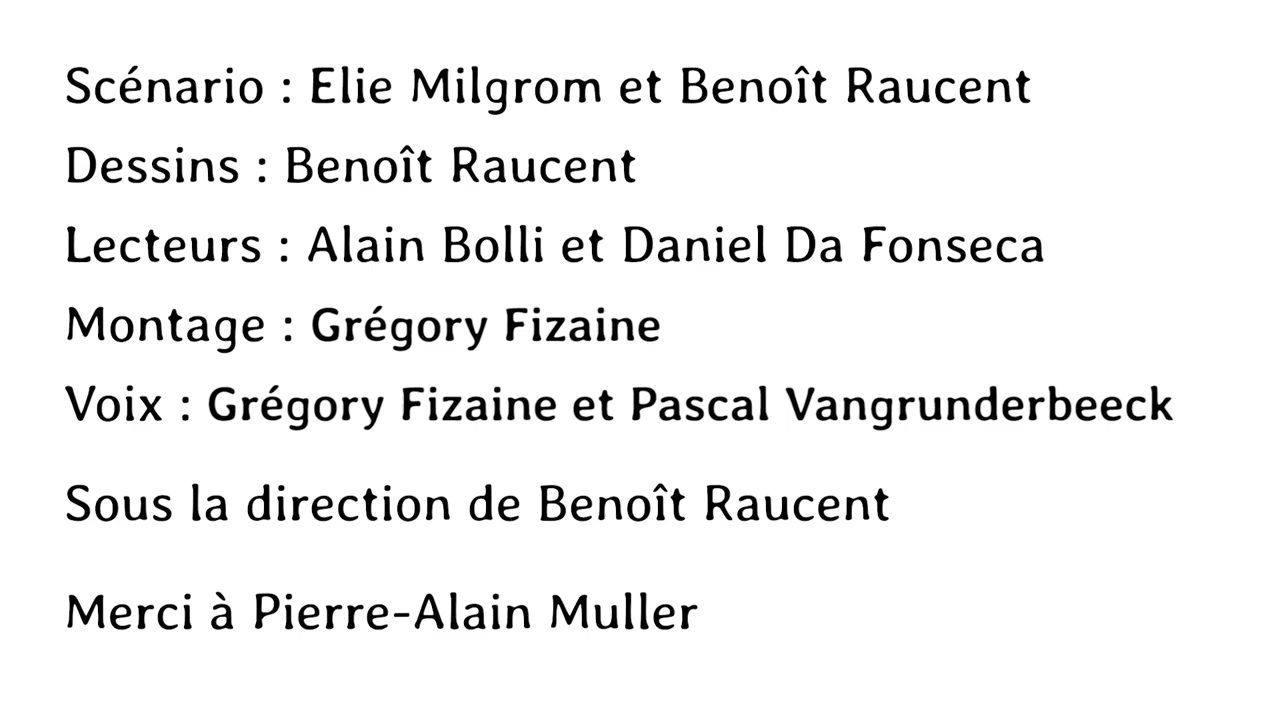 Scénario : Elie Milgrom et Benoît Raucent
Dessins : Benoît Raucent
Lecteurs : Alain Bolli et Daniel Da Fonseca
Montage : Grégory Fizaine
Voix : Grégory Fizaine et Pascal Vangrunderbeeck
Sous la direction de Benoît Raucent
Merci à Pierre-Alain Muller